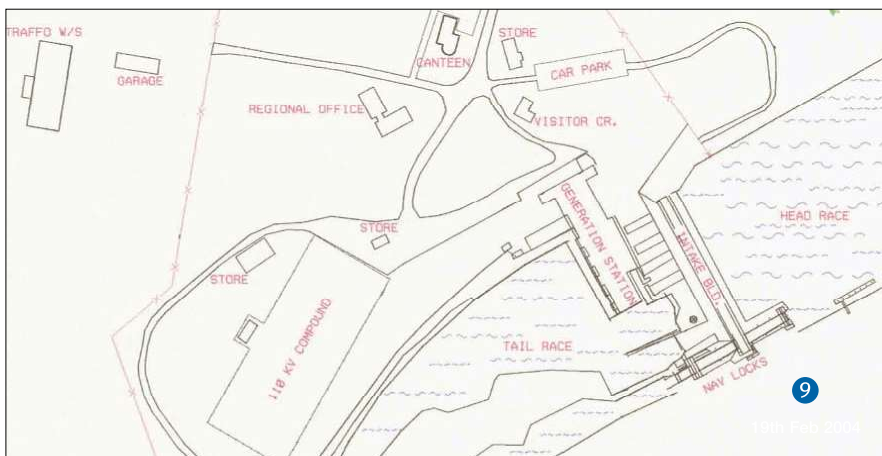 TRAFFO W/S
GARAGE
CANTEEN
STORE
CAR PARK
REGIONAL OFFICE
VISITOR CR.
GENERATION STATION
INTAKE BLD.
HEAD RACE
STORE
STORE
110 KV COMPOUND
TAIL RACE
NAV LOCKS
9
19th Feb 2004